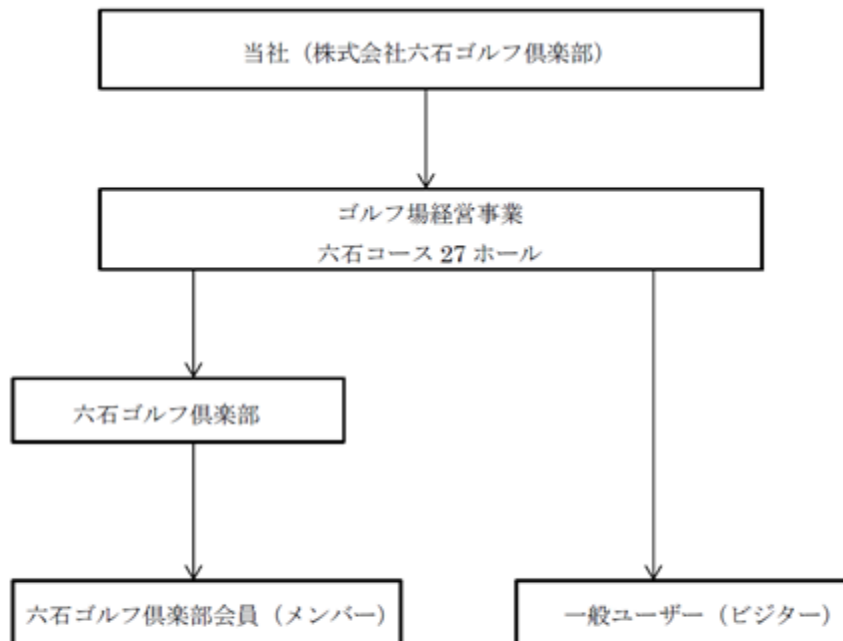 当社（株式会社六石ゴルフ倶楽部）
ゴルフ場経営事業
六石コース 27 ホール
六石ゴルフ倶楽部
六石ゴルフ倶楽部会員（メンバー）
一般ユーザー（ビジター）